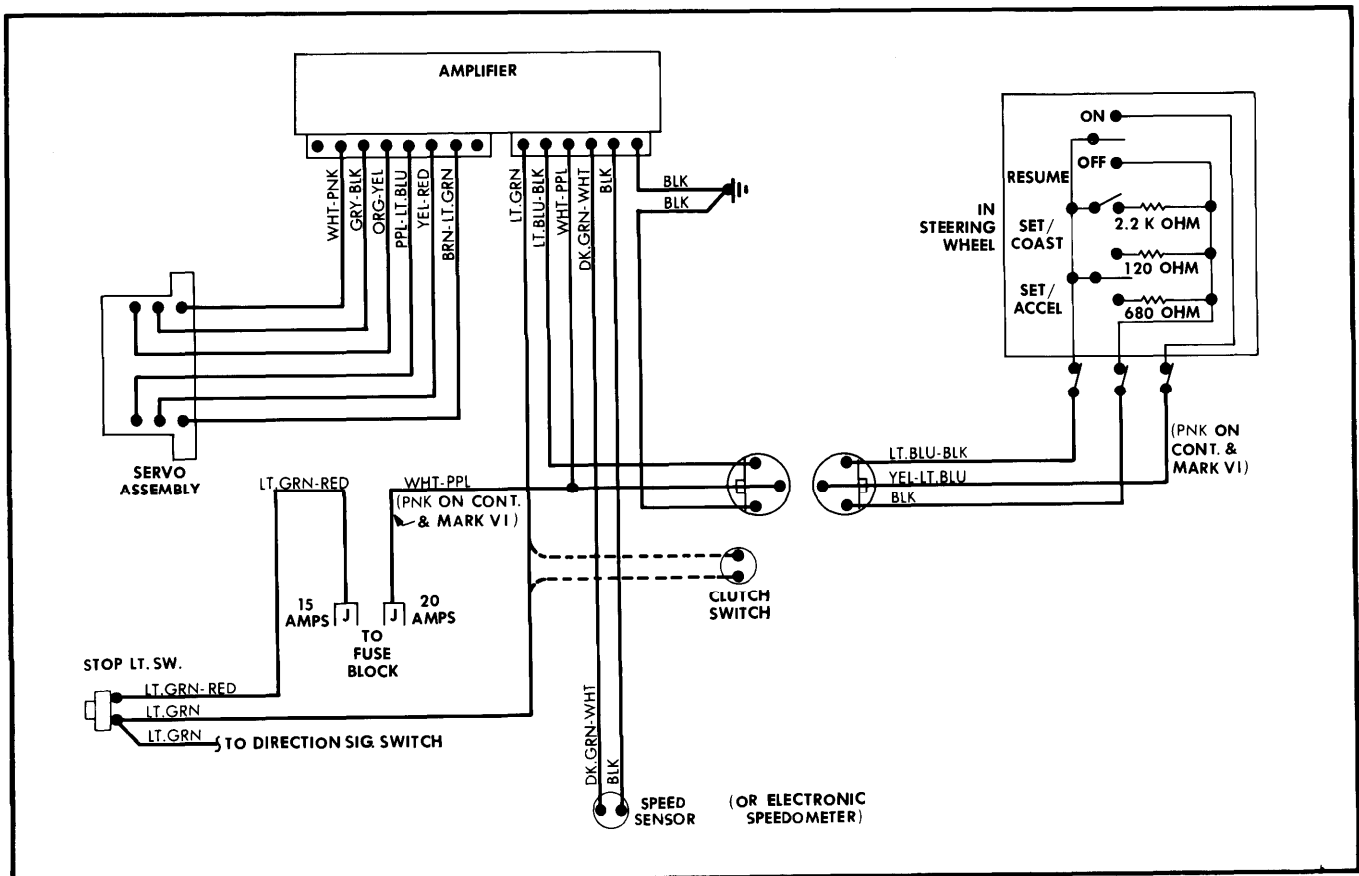 AMPLIFIER
WHT-PNK
GRY-BLK
ORG-YEL
PPL-LT.BLU
YEL-RED
BRN-LT.GRN
LT.GRN
LT.BLU-BLK
WHT-PPL
DK.GRN-WHT
BLK
BLK
BLK
IN
STEERING
WHEEL
ON
OFF
RESUME
SET/
COAST
2.2 K OHM
120 OHM
SET/
ACCEL
680 OHM
SERVO
ASSEMBLY
LT.GRN-RED
WHT-PPL
(PNK ON CONT.
& MARK VI)
LT.BLU-BLK
YEL-LT.BLU
BLK
(PNK ON
CONT. &
MARK VI)
15
AMPS
J
J
20
AMPS
TO
FUSE
BLOCK
CLUTCH
SWITCH
STOP LT. SW.
LT.GRN-RED
LT.GRN
LT.GRN
TO DIRECTION SIG. SWITCH
DK.GRN-WHT
BLK
SPEED
SENSOR
(OR ELECTRONIC
SPEEDOMETER)